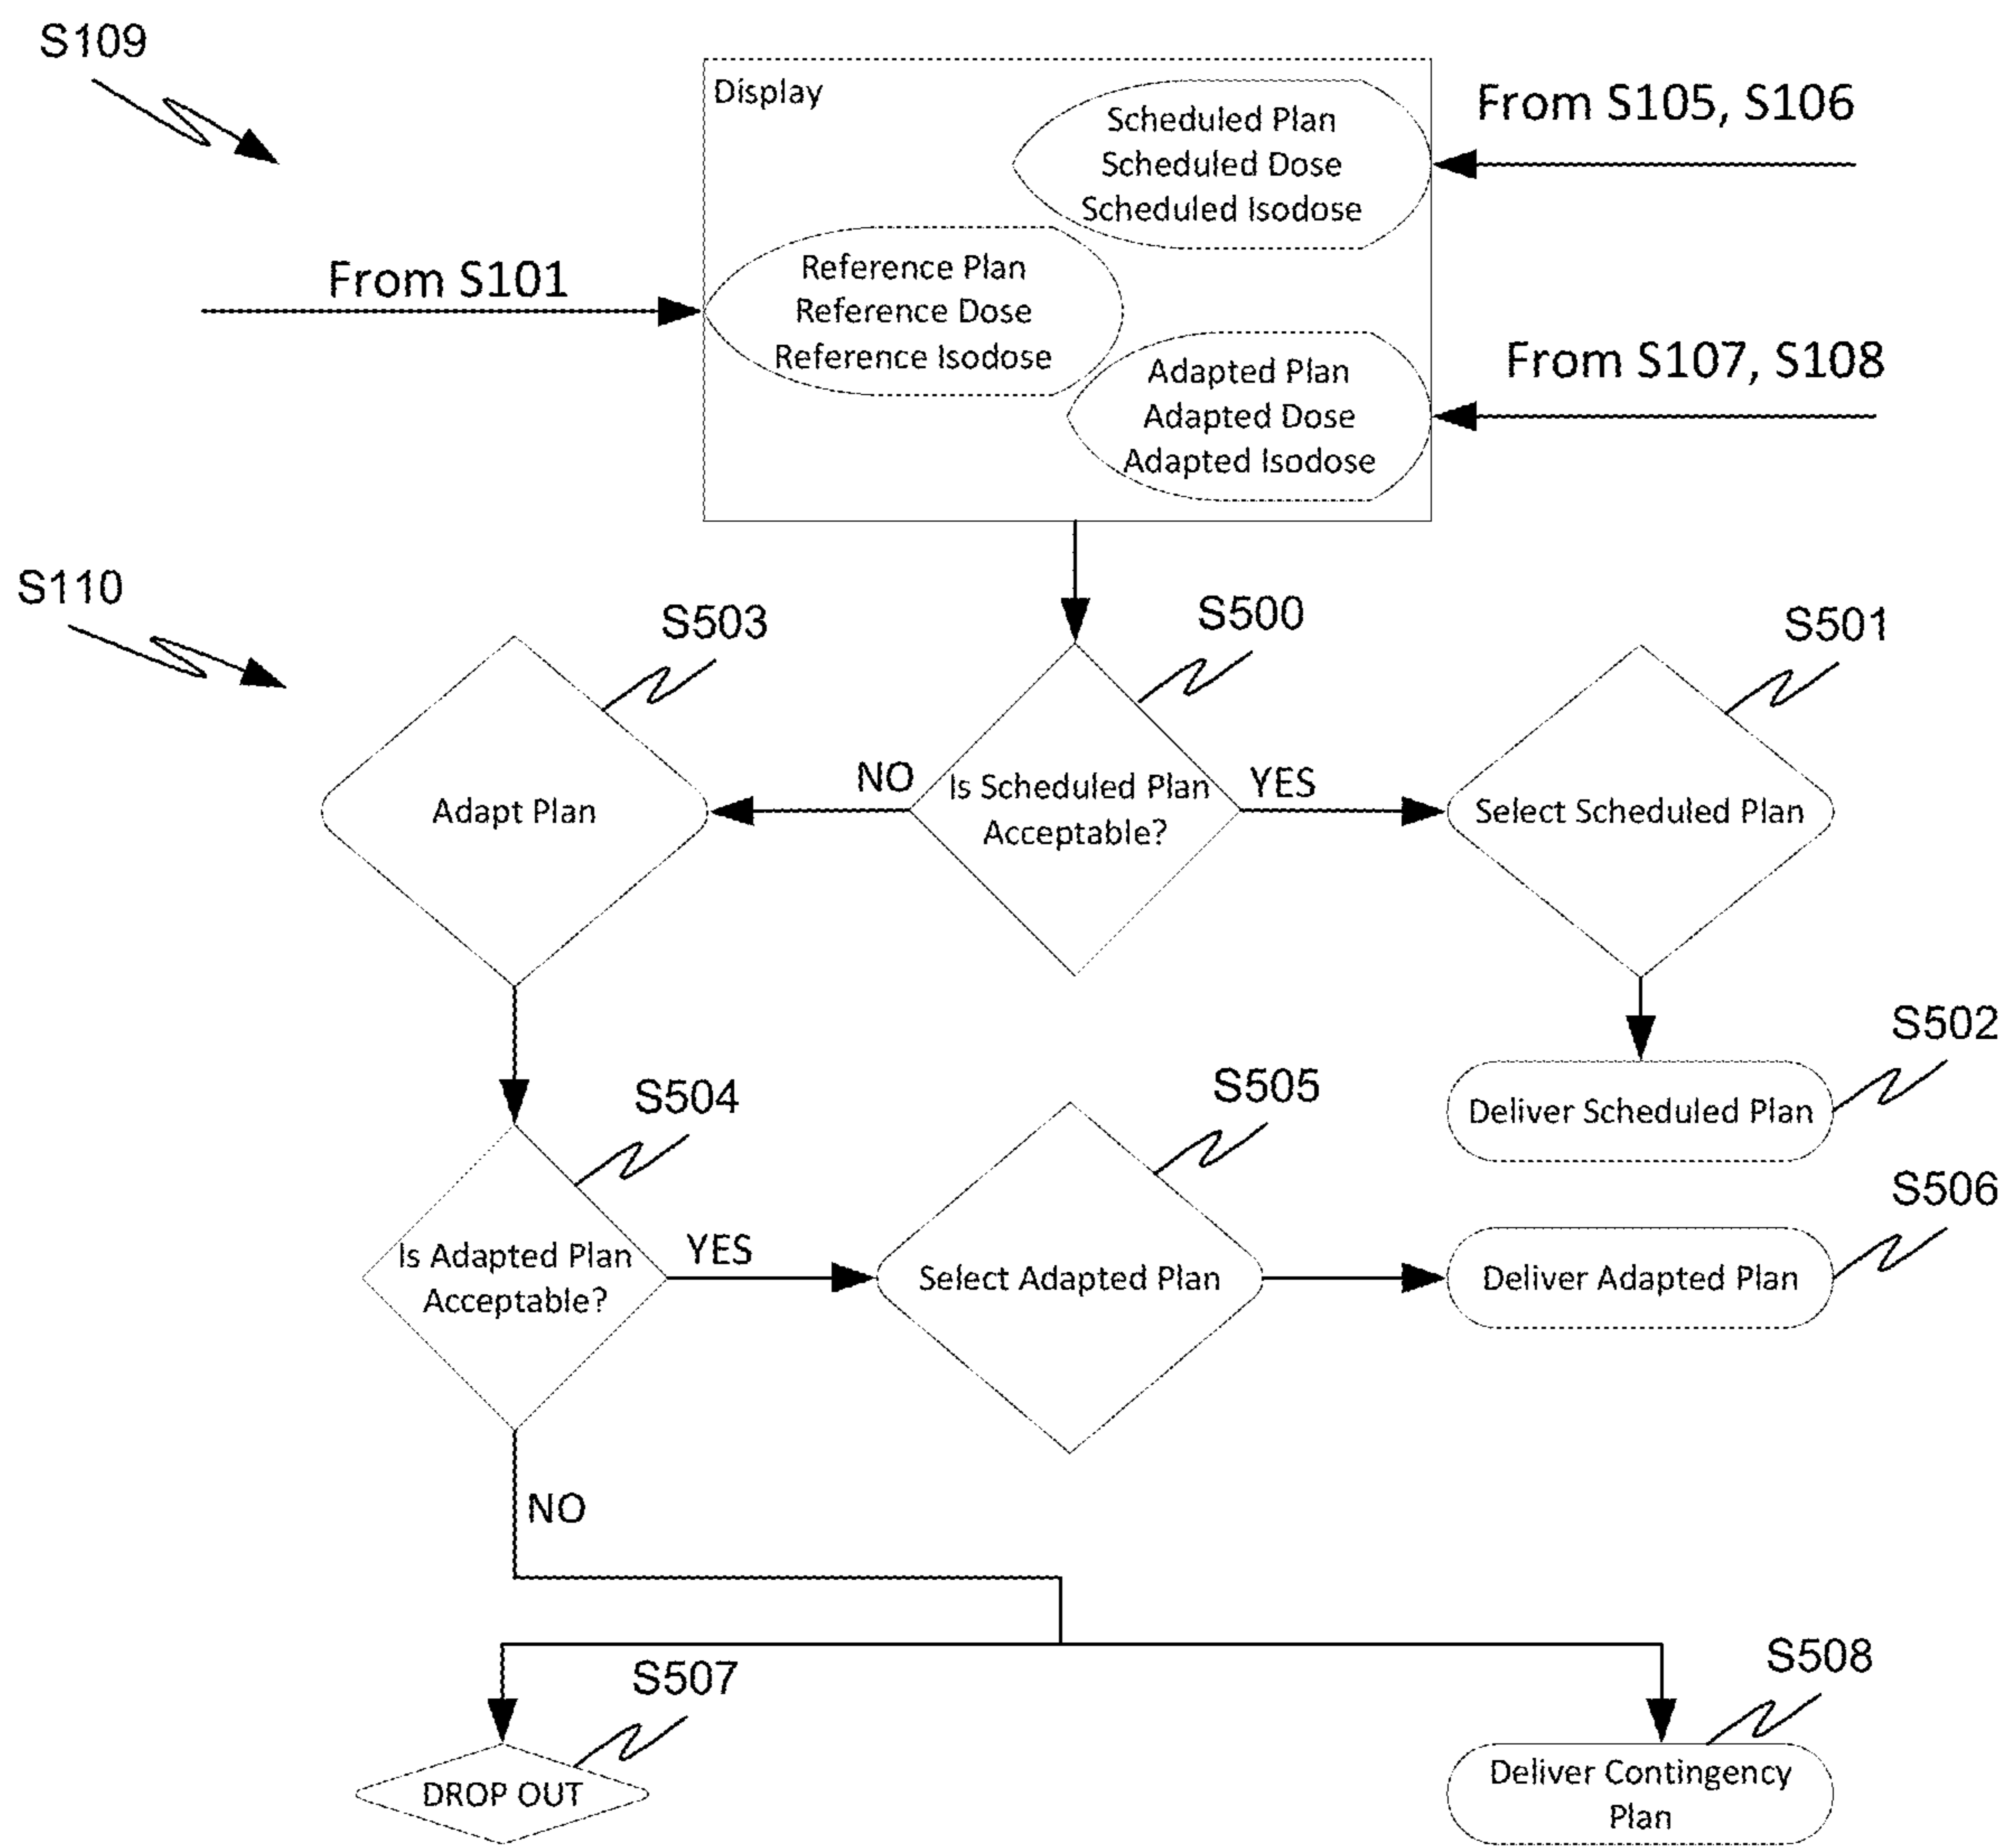 S109
Display
Scheduled Plan
Scheduled Dose
Scheduled Isodose
From S105, S106
From S101
Reference Plan
Reference Dose
Reference Isodose
Adapted Plan
Adapted Dose
Adapted Isodose
From S107, S108
S110
S503
S500
S501
Adapt Plan
NO
Is Scheduled Plan
Acceptable?
YES
Select Scheduled Plan
S502
Deliver Scheduled Plan
S504
S505
S506
Is Adapted Plan
Acceptable?
YES
Select Adapted Plan
Deliver Adapted Plan
NO
S507
S508
DROP OUT
Deliver Contingency
Plan